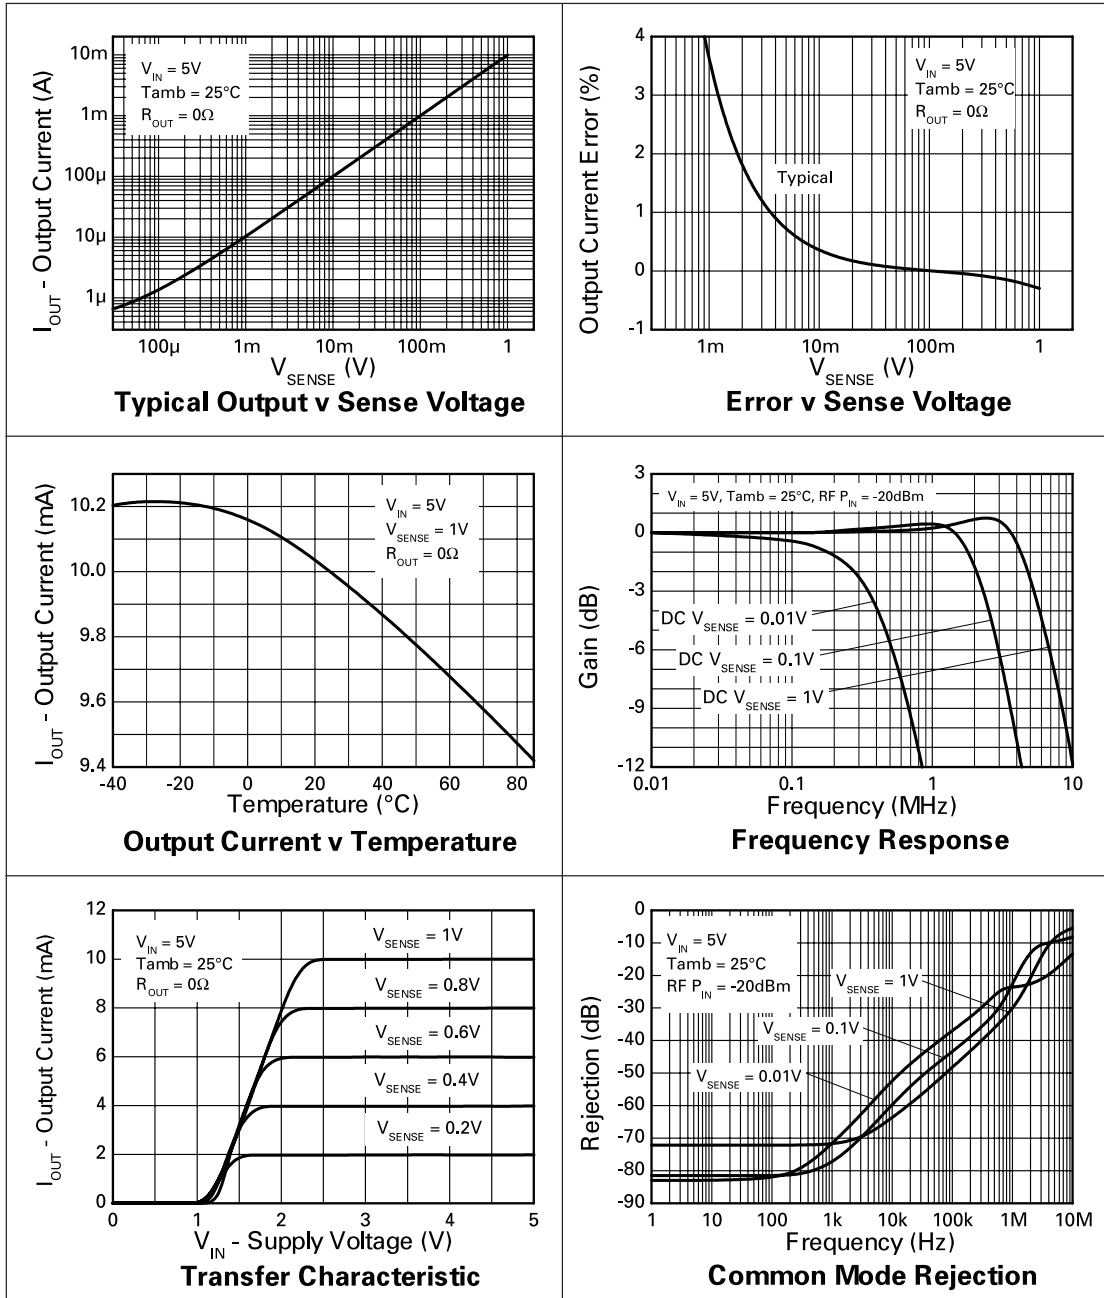 10m
1m
100µ
10µ
1µ
I_OUT - Output Current (A)
V_IN = 5V
Tamb = 25°C
R_OUT = 0Ω
100µ 1m 10m 100m 1
V_SENSE (V)
Typical Output v Sense Voltage
4
3
2
1
0
-1
Output Current Error (%)
V_IN = 5V
Tamb = 25°C
R_OUT = 0Ω
Typical
1m 10m 100m 1
V_SENSE (V)
Error v Sense Voltage
10.2
10.0
9.8
9.6
9.4
I_OUT - Output Current (mA)
V_IN = 5V
V_SENSE = 1V
R_OUT = 0Ω
-40 -20 0 20 40 60 80
Temperature (°C)
Output Current v Temperature
3
0
-3
-6
-9
-12
Gain (dB)
V_IN = 5V, Tamb = 25°C, RF P_IN = -20dBm
DC V_SENSE = 0.01V
DC V_SENSE = 0.1V
DC V_SENSE = 1V
0.01 0.1 1 10
Frequency (MHz)
Frequency Response
12
10
8
6
4
2
0
I_OUT - Output Current (mA)
V_IN = 5V
Tamb = 25°C
R_OUT = 0Ω
V_SENSE = 1V
V_SENSE = 0.8V
V_SENSE = 0.6V
V_SENSE = 0.4V
V_SENSE = 0.2V
0 1 2 3 4 5
V_IN - Supply Voltage (V)
Transfer Characteristic
0
-10
-20
-30
-40
-50
-60
-70
-80
-90
Rejection (dB)
V_IN = 5V
Tamb = 25°C
RF P_IN = -20dBm
V_SENSE = 1V
V_SENSE = 0.1V
V_SENSE = 0.01V
1 10 100 1k 10k 100k 1M 10M
Frequency (Hz)
Common Mode Rejection